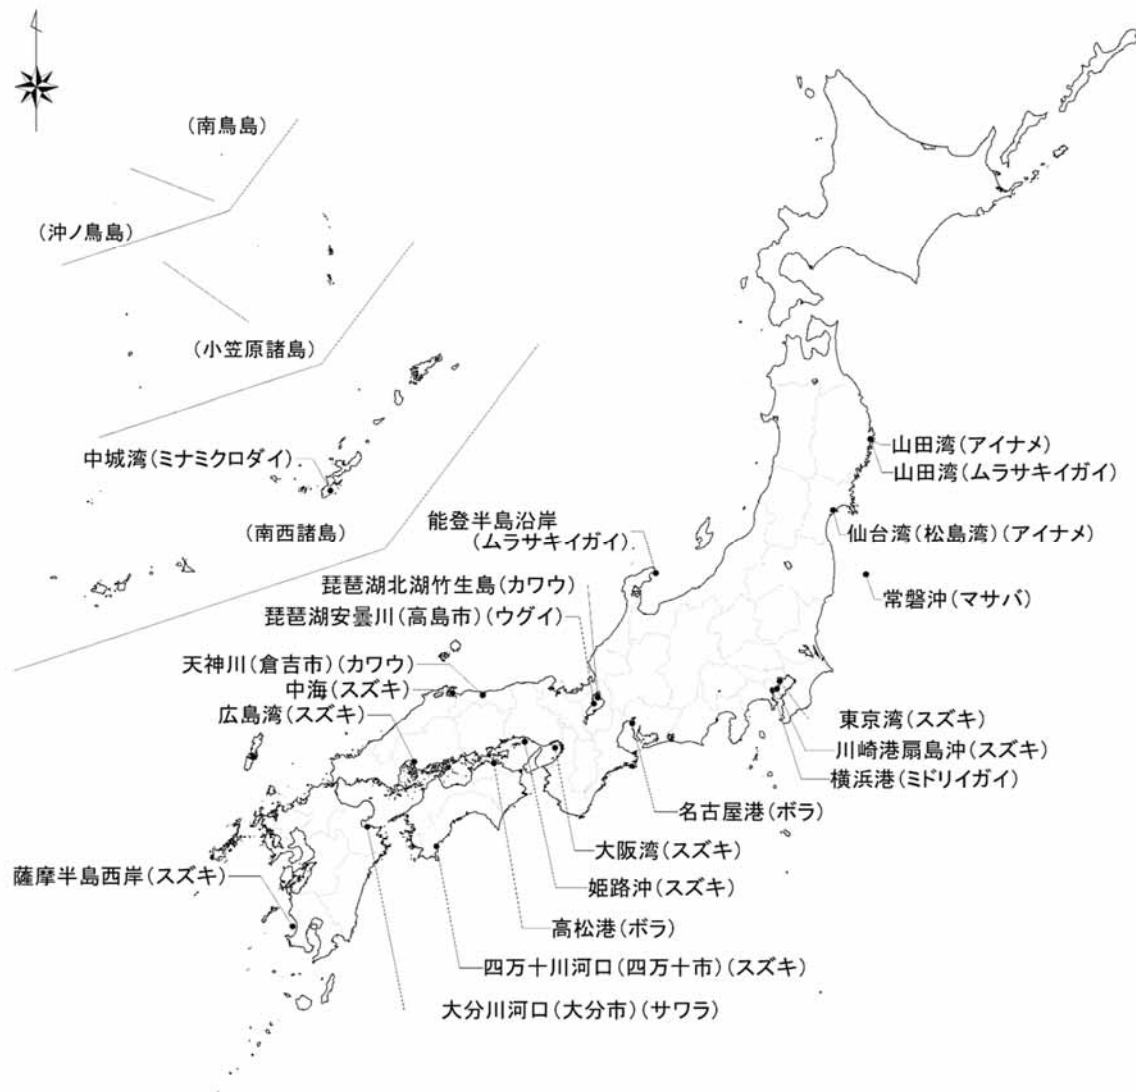 (南鳥島)
(沖ノ鳥島)
(小笠原諸島)
中城湾(ミナミクロダイ)
(南西諸島)
山田湾(アイナメ)
山田湾(ムラサキイガイ)
能登半島沿岸
(ムラサキイガイ)
仙台湾(松島湾)(アイナメ)
琵琶湖北湖竹生島(カワウ)
常磐沖(マサバ)
琵琶湖安曇川(高島市)(ウグイ)
天神川(倉吉市)(カワウ)
中海(スズキ)
広島湾(スズキ)
東京湾(スズキ)
川崎港扇島沖(スズキ)
横浜港(ミドリイガイ)
名古屋港(ボラ)
大阪湾(スズキ)
薩摩半島西岸(スズキ)
姫路沖(スズキ)
高松港(ボラ)
四万十川河口(四万十市)(スズキ)
大分川河口(大分市)(サワラ)